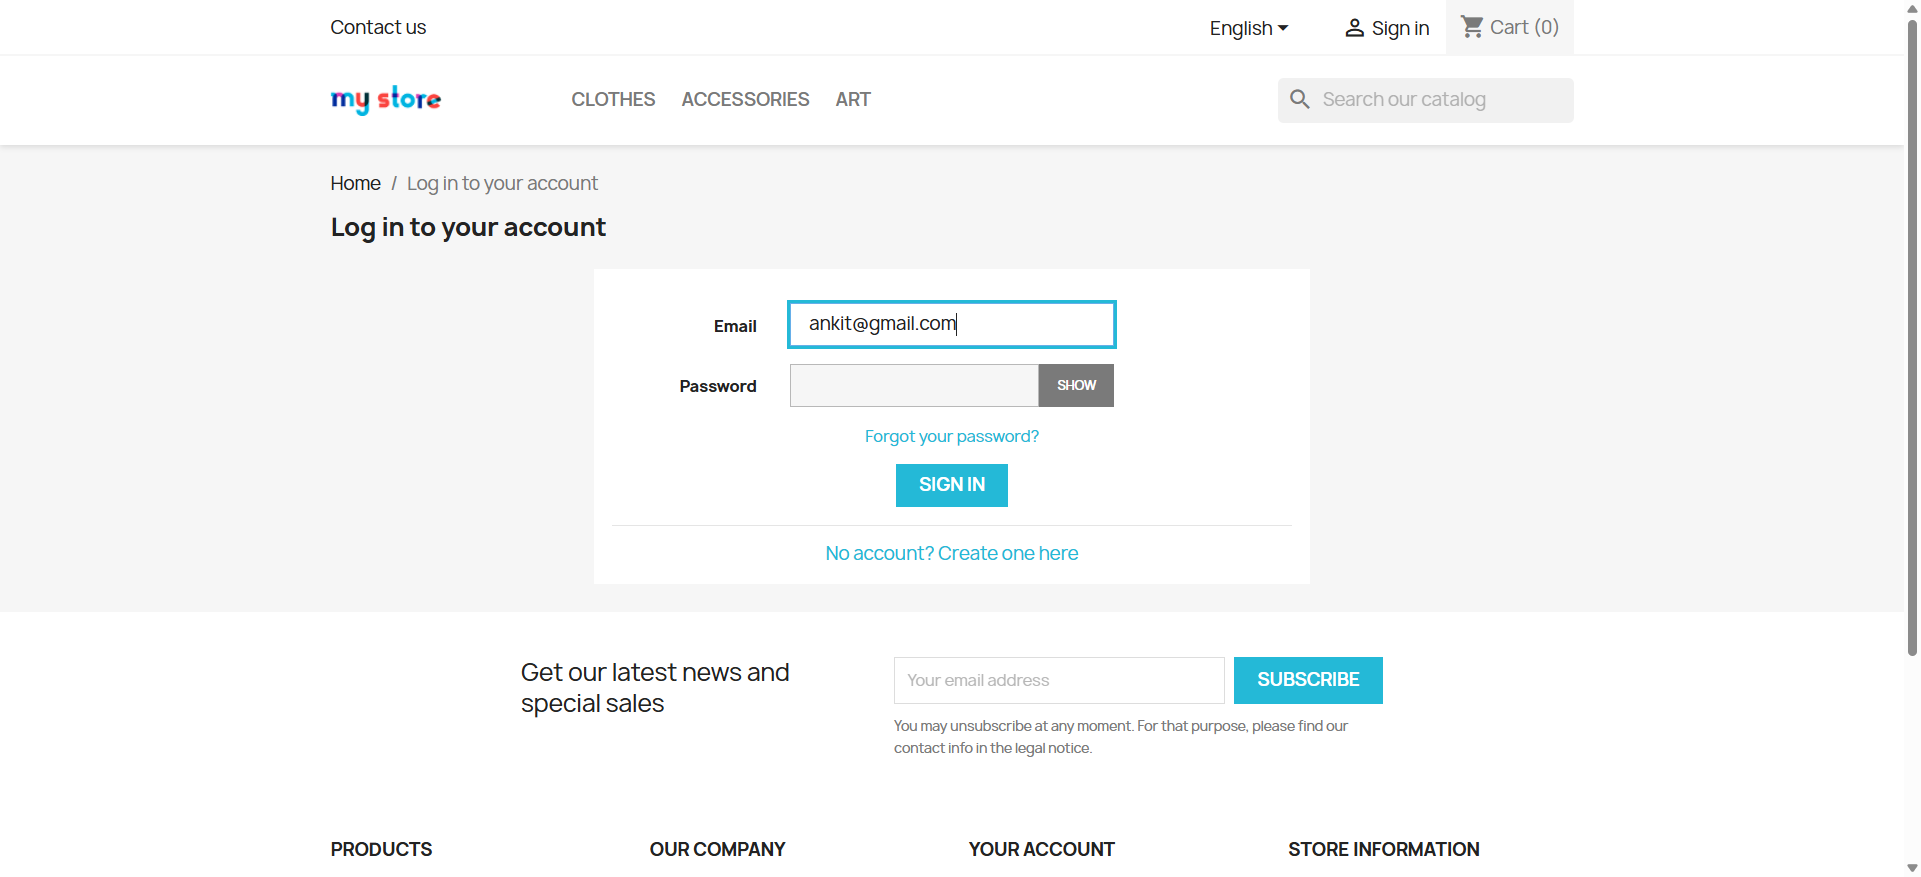 Contact us
English
Sign in
Cart (0)
my store
CLOTHES
ACCESSORIES
ART
Search our catalog
Home / Log in to your account
Log in to your account
Email
ankit@gmail.com
Password
SHOW
Forgot your password?
SIGN IN
No account? Create one here
Get our latest news and
special sales
Your email address
SUBSCRIBE
You may unsubscribe at any moment. For that purpose, please find our
contact info in the legal notice.
PRODUCTS
OUR COMPANY
YOUR ACCOUNT
STORE INFORMATION